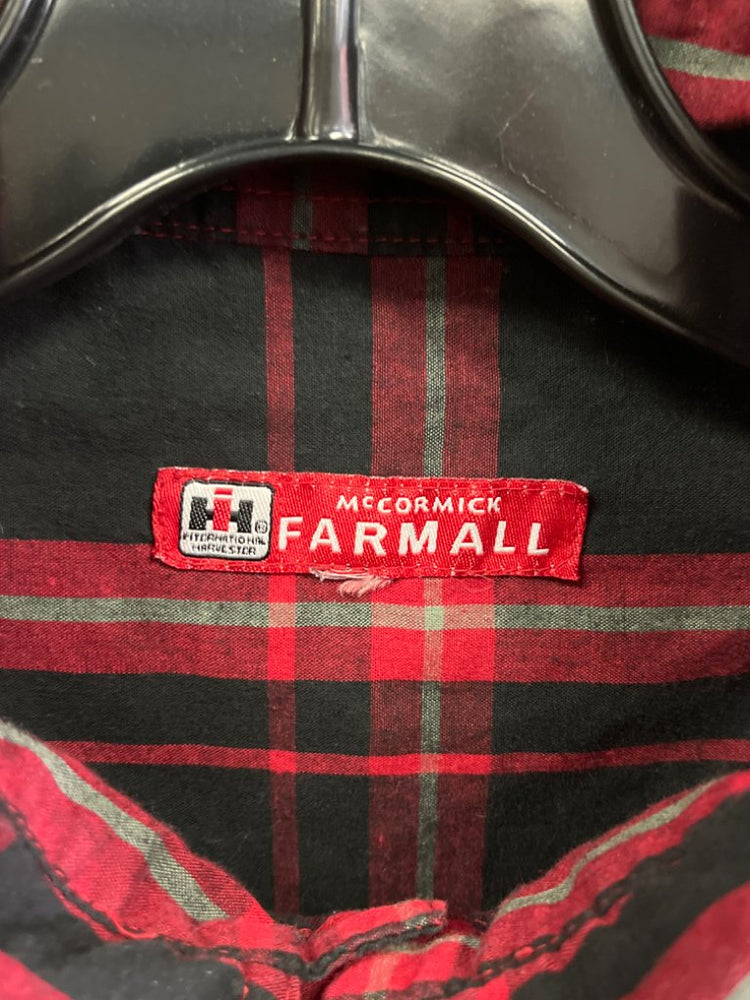 IH®
INTERNATIONAL
HARVESTER
McCORMICK
FARMALL